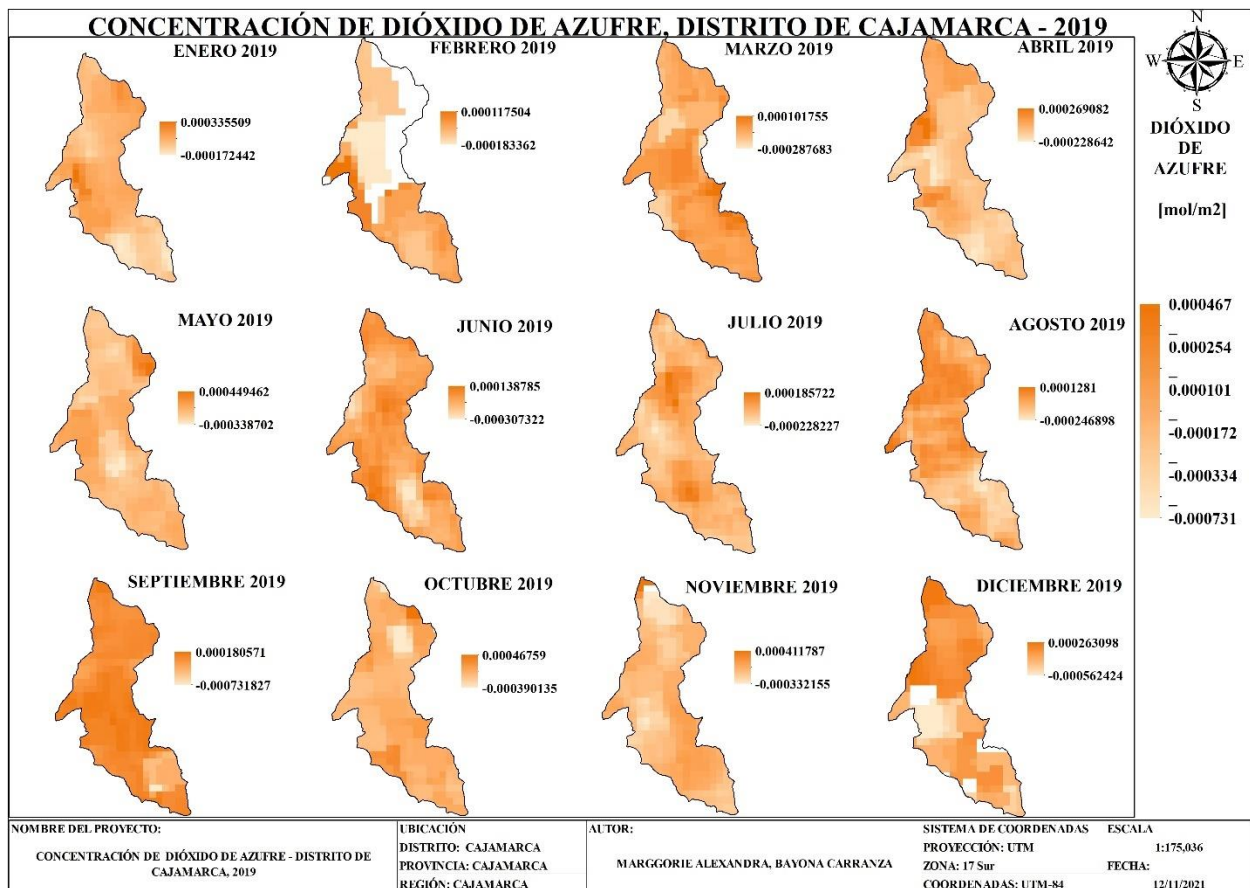 CONCENTRACIÓN DE DIÓXIDO DE AZUFRE, DISTRITO DE CAJAMARCA - 2019
ENERO 2019
0.000335509
-0.000172442
FEBRERO 2019
0.000117504
-0.000183362
MARZO 2019
0.000101755
-0.000287683
ABRIL 2019
0.000269082
-0.000228642
MAYO 2019
0.000449462
-0.000338702
JUNIO 2019
0.000138785
-0.000307322
JULIO 2019
0.000185722
-0.000228227
AGOSTO 2019
0.0001281
-0.000246898
SEPTIEMBRE 2019
0.000180571
-0.000731827
OCTUBRE 2019
0.00046759
-0.000390135
NOVIEMBRE 2019
0.000411787
-0.000332155
DICIEMBRE 2019
0.000263098
-0.000562424
N
W E
S
DIÓXIDO
DE
AZUFRE
[mol/m2]
0.000467
0.000254
0.000101
-0.000172
-0.000334
-0.000731
NOMBRE DEL PROYECTO:
CONCENTRACIÓN DE DIÓXIDO DE AZUFRE - DISTRITO DE
CAJAMARCA, 2019
UBICACIÓN
DISTRITO: CAJAMARCA
PROVINCIA: CAJAMARCA
REGIÓN: CAJAMARCA
AUTOR:
MARGGORIE ALEXANDRA, BAYONA CARRANZA
SISTEMA DE COORDENADAS
PROYECCIÓN: UTM
ZONA: 17 Sur
COORDENADAS: UTM-84
ESCALA
1:175,036
FECHA:
12/11/2021